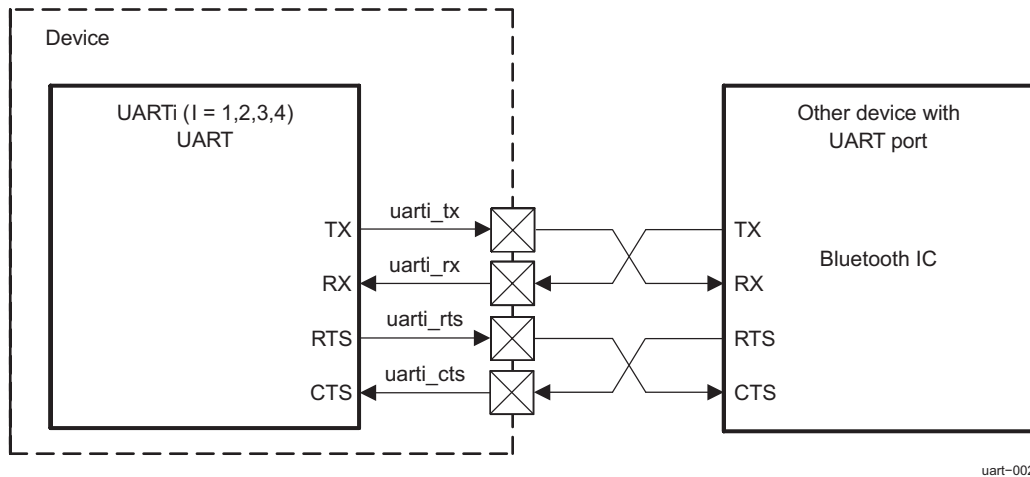 Device
UARTi (I = 1,2,3,4)
UART
Other device with
UART port
TX
uarti_tx
TX
Bluetooth IC
RX
uarti_rx
RX
RTS
uarti_rts
RTS
CTS
uarti_cts
CTS
uart−002